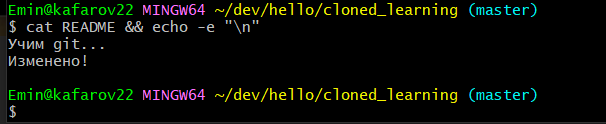 Emin@kafarov22 MINGW64 ~/dev/hello/cloned_learning (master)
$ cat README && echo -e "\n"
Учим git...
Изменено!
Emin@kafarov22 MINGW64 ~/dev/hello/cloned_learning (master)
$